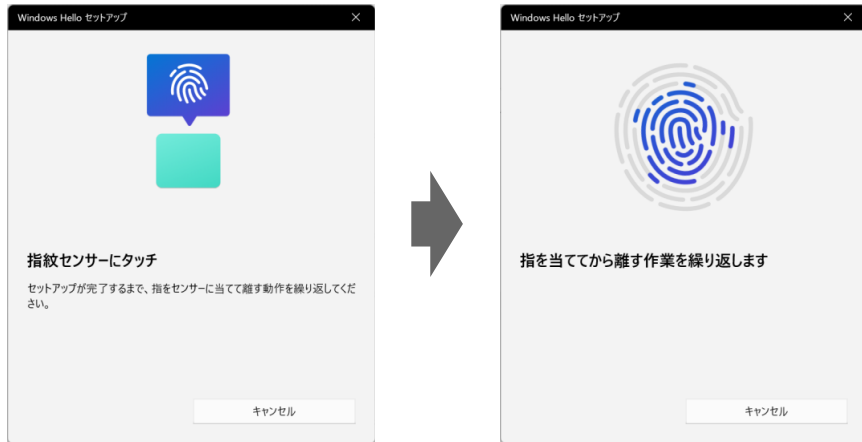 Windows Hello セットアップ
指紋センサーにタッチ
セットアップが完了するまで、指をセンサーに当てて離す動作を繰り返してくだ
さい。
キャンセル
Windows Hello セットアップ
指を当ててから離す作業を繰り返します
キャンセル